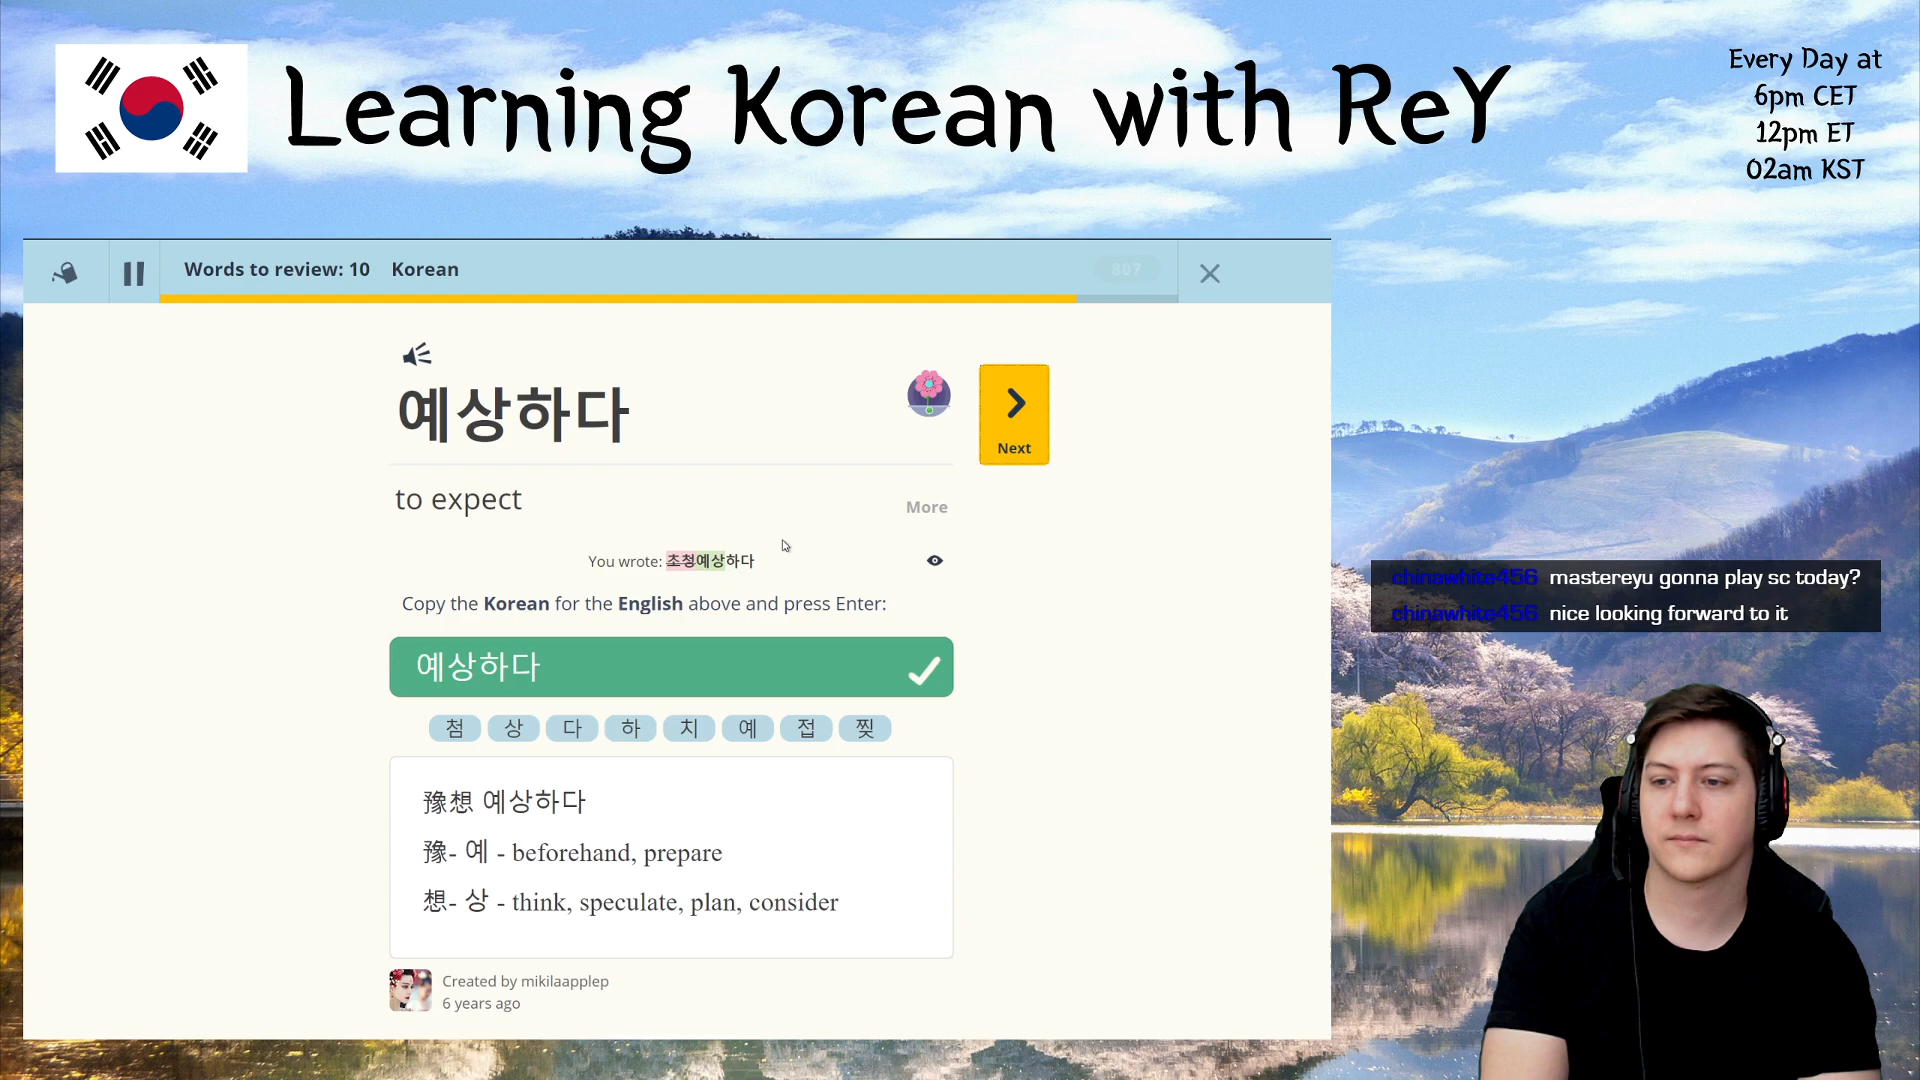 Learning Korean with ReY
Every Day at
6pm CET
12pm ET
02am KST
Words to review: 10 Korean
807
예상하다
Next
to expect
More
You wrote: 초청예상하다
Copy the Korean for the English above and press Enter:
예상하다
첨 상 다 하 치 예 접 찢
豫想 예상하다
豫- 예 - beforehand, prepare
想- 상 - think, speculate, plan, consider
Created by mikilaapplep
6 years ago
chinawhite456 mastereyu gonna play sc today?
chinawhite456 nice looking forward to it